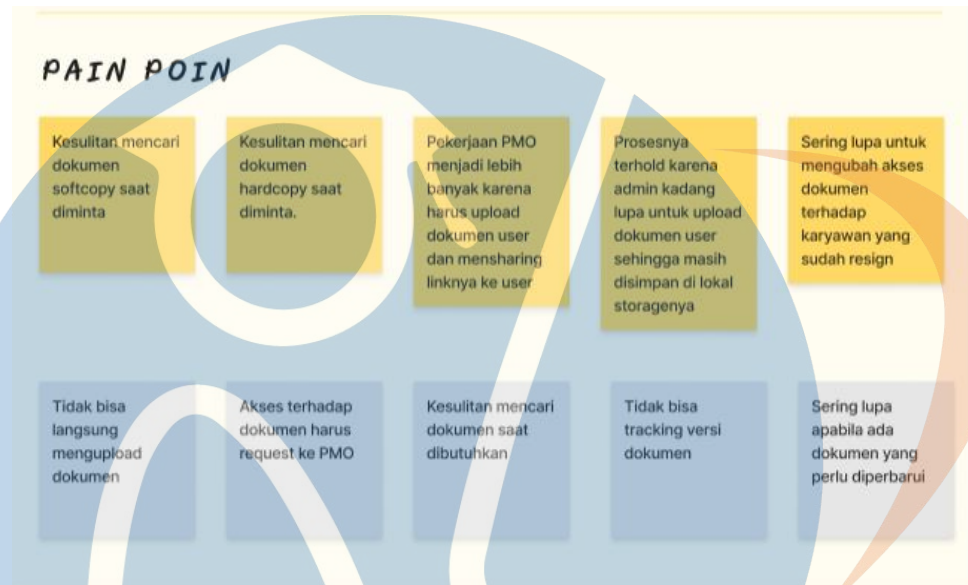 PAIN POIN
Kesulitan mencari
dokumen
softcopy saat
diminta
Kesulitan mencari
dokumen
hardcopy saat
diminta.
Pekerjaan PMO
menjadi lebih
banyak karena
harus upload
dokumen user
dan mensharing
linknya ke user
Prosesnya
terhold karena
admin kadang
lupa untuk upload
dokumen user
sehingga masih
disimpan di lokal
storagenya
Sering lupa untuk
mengubah akses
dokumen
terhadap
karyawan yang
sudah resign
Tidak bisa
langsung
mengupload
dokumen
Akses terhadap
dokumen harus
request ke PMO
Kesulitan mencari
dokumen saat
dibutuhkan
Tidak bisa
tracking versi
dokumen
Sering lupa
apabila ada
dokumen yang
perlu diperbarui